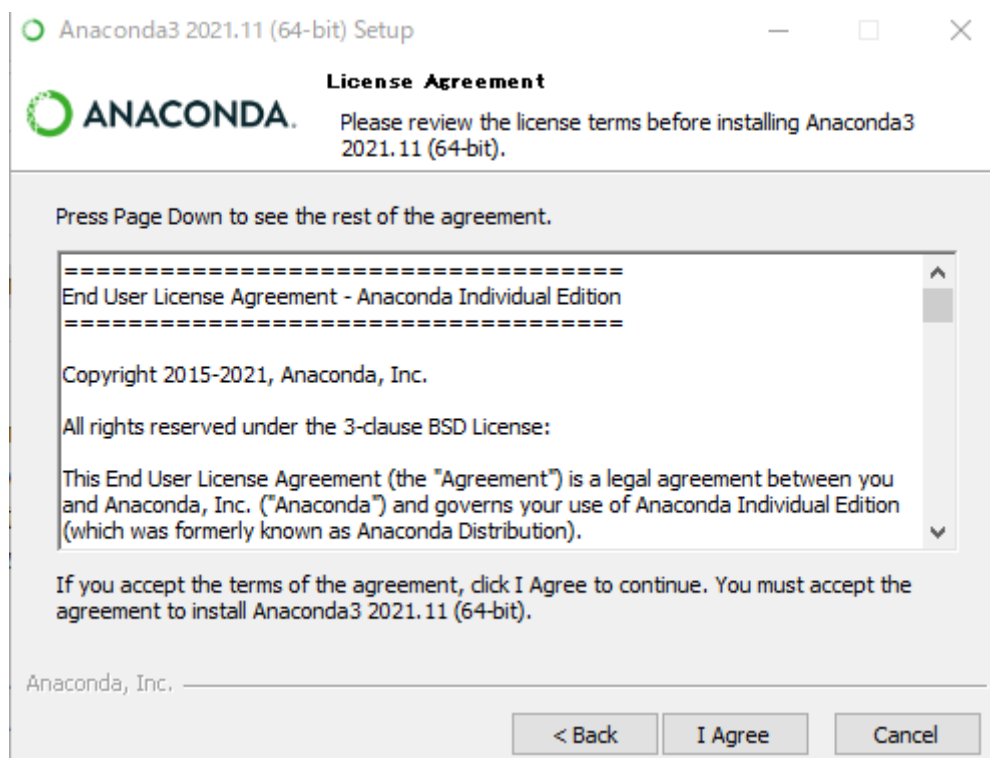 Anaconda3 2021.11 (64-bit) Setup
ANACONDA.
License Agreement
Please review the license terms before installing Anaconda3
2021.11 (64-bit).
Press Page Down to see the rest of the agreement.
===================================
End User License Agreement - Anaconda Individual Edition
===================================
Copyright 2015-2021, Anaconda, Inc.
All rights reserved under the 3-clause BSD License:
This End User License Agreement (the "Agreement") is a legal agreement between you
and Anaconda, Inc. ("Anaconda") and governs your use of Anaconda Individual Edition
(which was formerly known as Anaconda Distribution).
If you accept the terms of the agreement, click I Agree to continue. You must accept the
agreement to install Anaconda3 2021.11 (64-bit).
Anaconda, Inc.
< Back
I Agree
Cancel